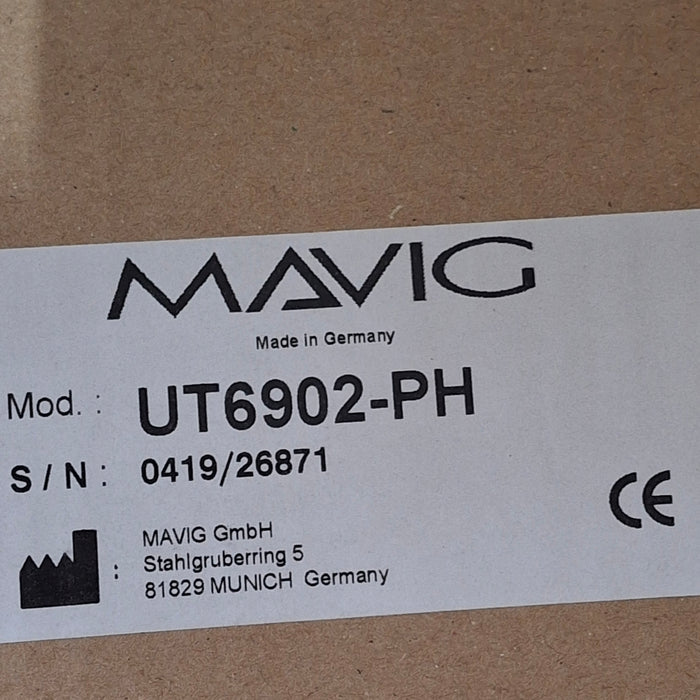 MAVIG
Made in Germany
Mod. : UT6902-PH
S / N : 0419/26871
CE
: MAVIG GmbH
Stahlgruberring 5
81829 MUNICH Germany